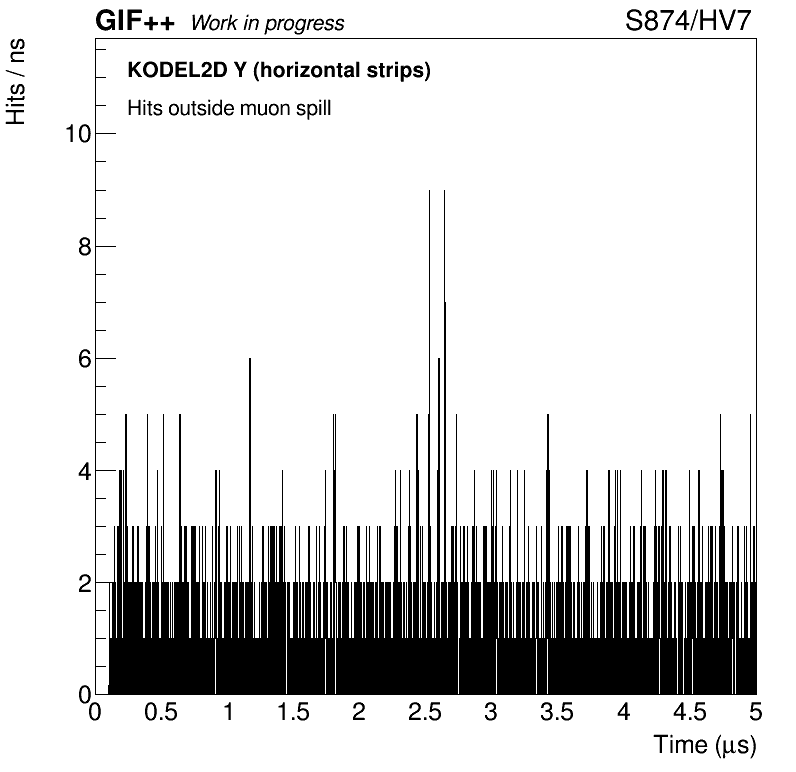 GIF++ Work in progress S874/HV7
Hits / ns
KODEL2D Y (horizontal strips)
Hits outside muon spill
10
8
6
4
2
0
0 0.5 1 1.5 2 2.5 3 3.5 4 4.5 5
Time (μs)